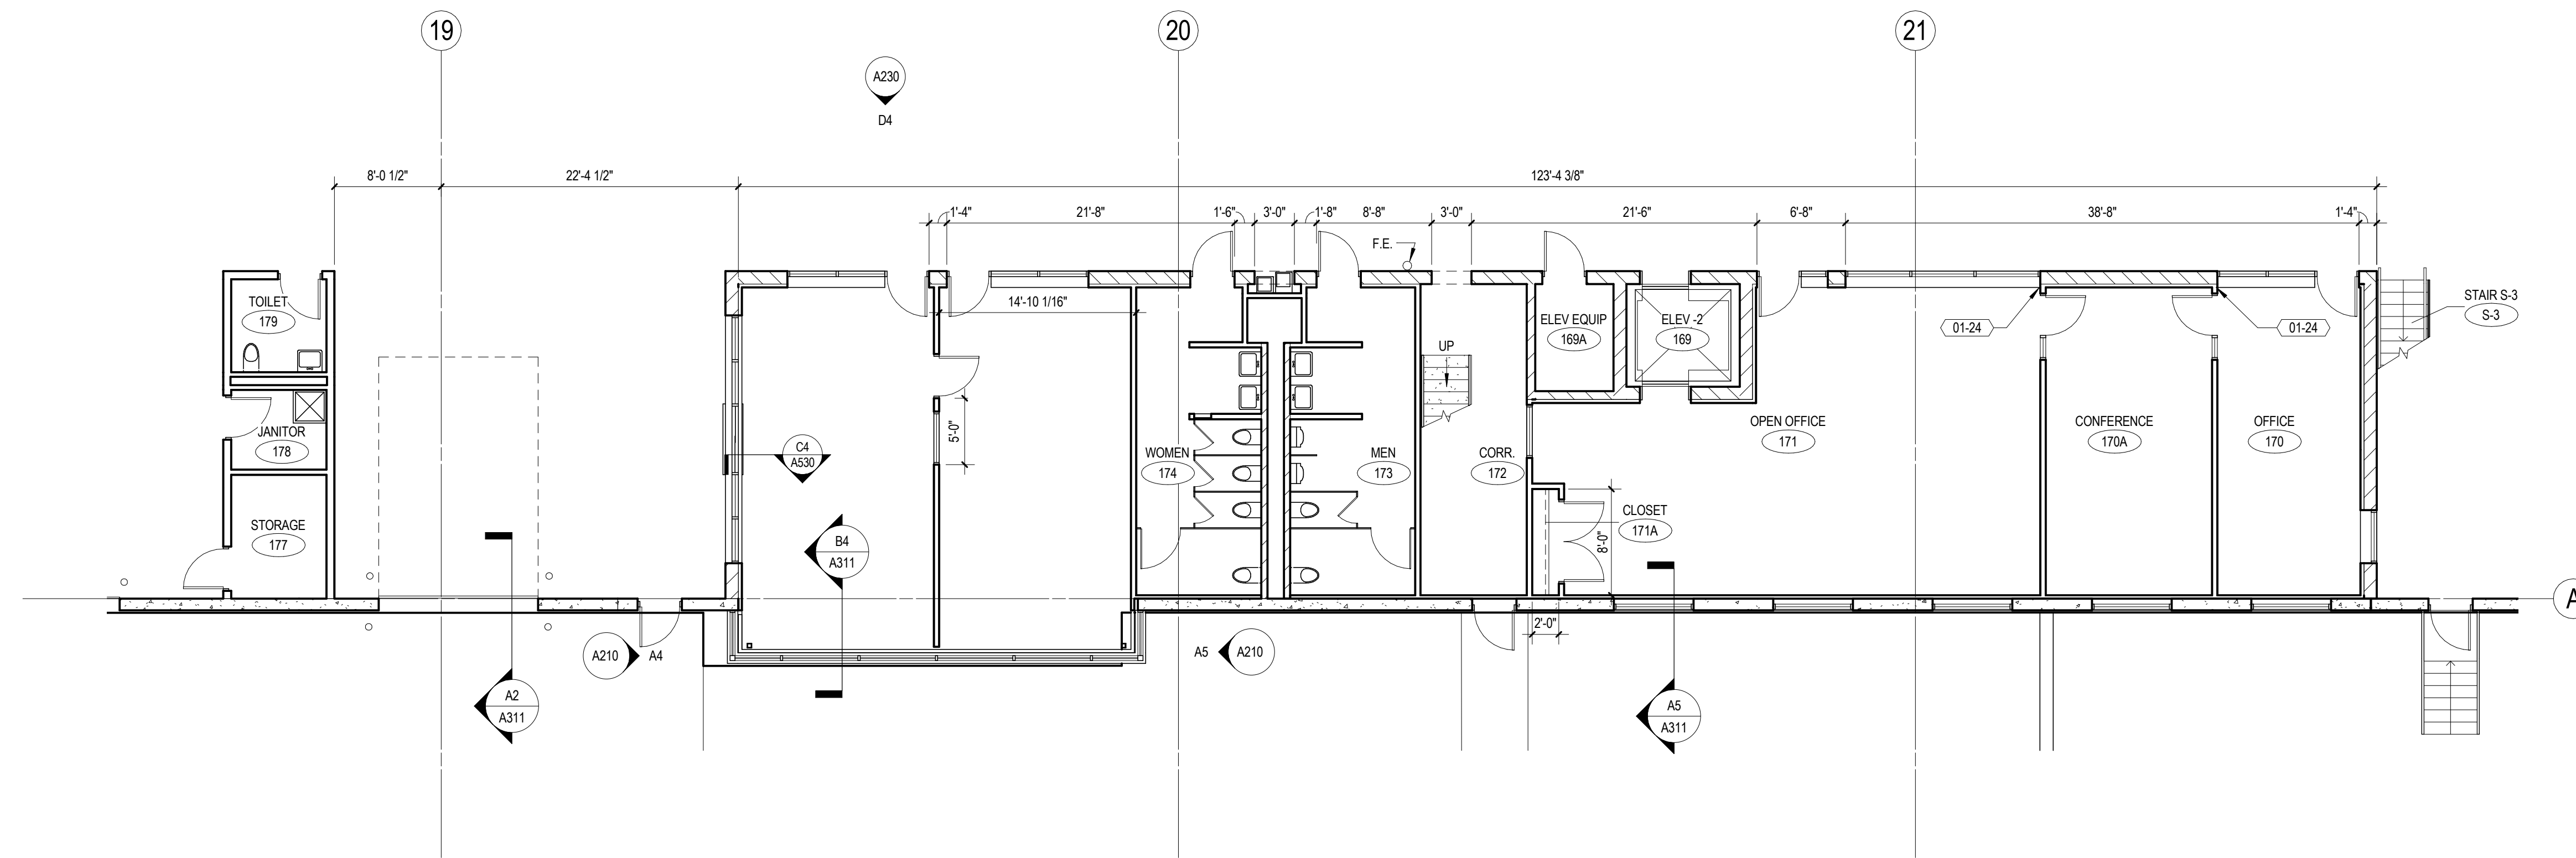 19
20
21
A230
D4
8'-0 1/2"
22'-4 1/2"
123'-4 3/8"
1'-4"
21'-8"
1'-6"
3'-0"
1'-8"
8'-8"
3'-0"
21'-6"
6'-8"
38'-8"
1'-4"
F.E.
14'-10 1/16"
TOILET
179
ELEV EQUIP
169A
ELEV -2
169
01-24
01-24
STAIR S-3
S-3
UP
JANITOR
178
C4
A530
5'-0"
WOMEN
174
MEN
173
CORR.
172
OPEN OFFICE
171
CONFERENCE
170A
OFFICE
170
STORAGE
177
B4
A311
CLOSET
171A
8'-0"
A
2'-0"
A210
A4
A5
A210
A2
A311
A5
A311